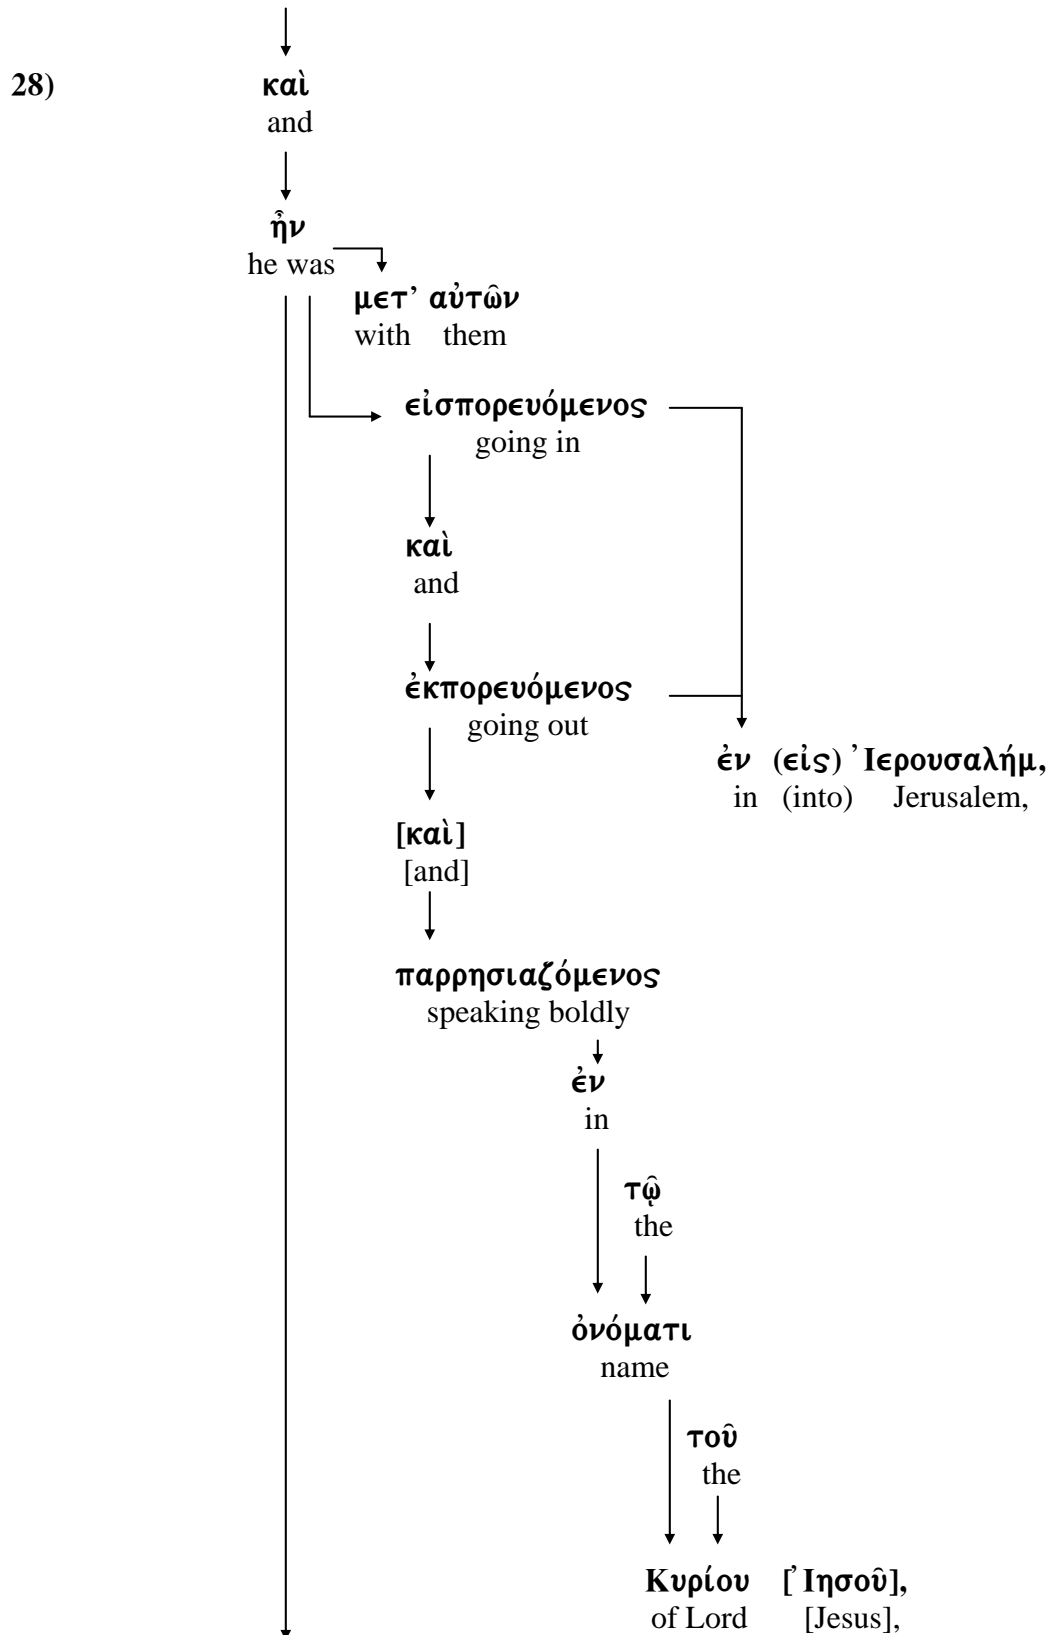 28) καὶ
and
ἦν
he was
μετ’ αὐτῶν
with them
εἰσπορευόμενος
going in
καὶ
and
ἐκπορευόμενος
going out
ἐν (εἰς) Ἰερουσαλήμ,
in (into) Jerusalem,
[καὶ]
[and]
παρρησιαζόμενος
speaking boldly
ἐν
in
τῷ
the
ὀνόματι
name
τοῦ
the
Κυρίου [Ἰησοῦ],
of Lord [Jesus],